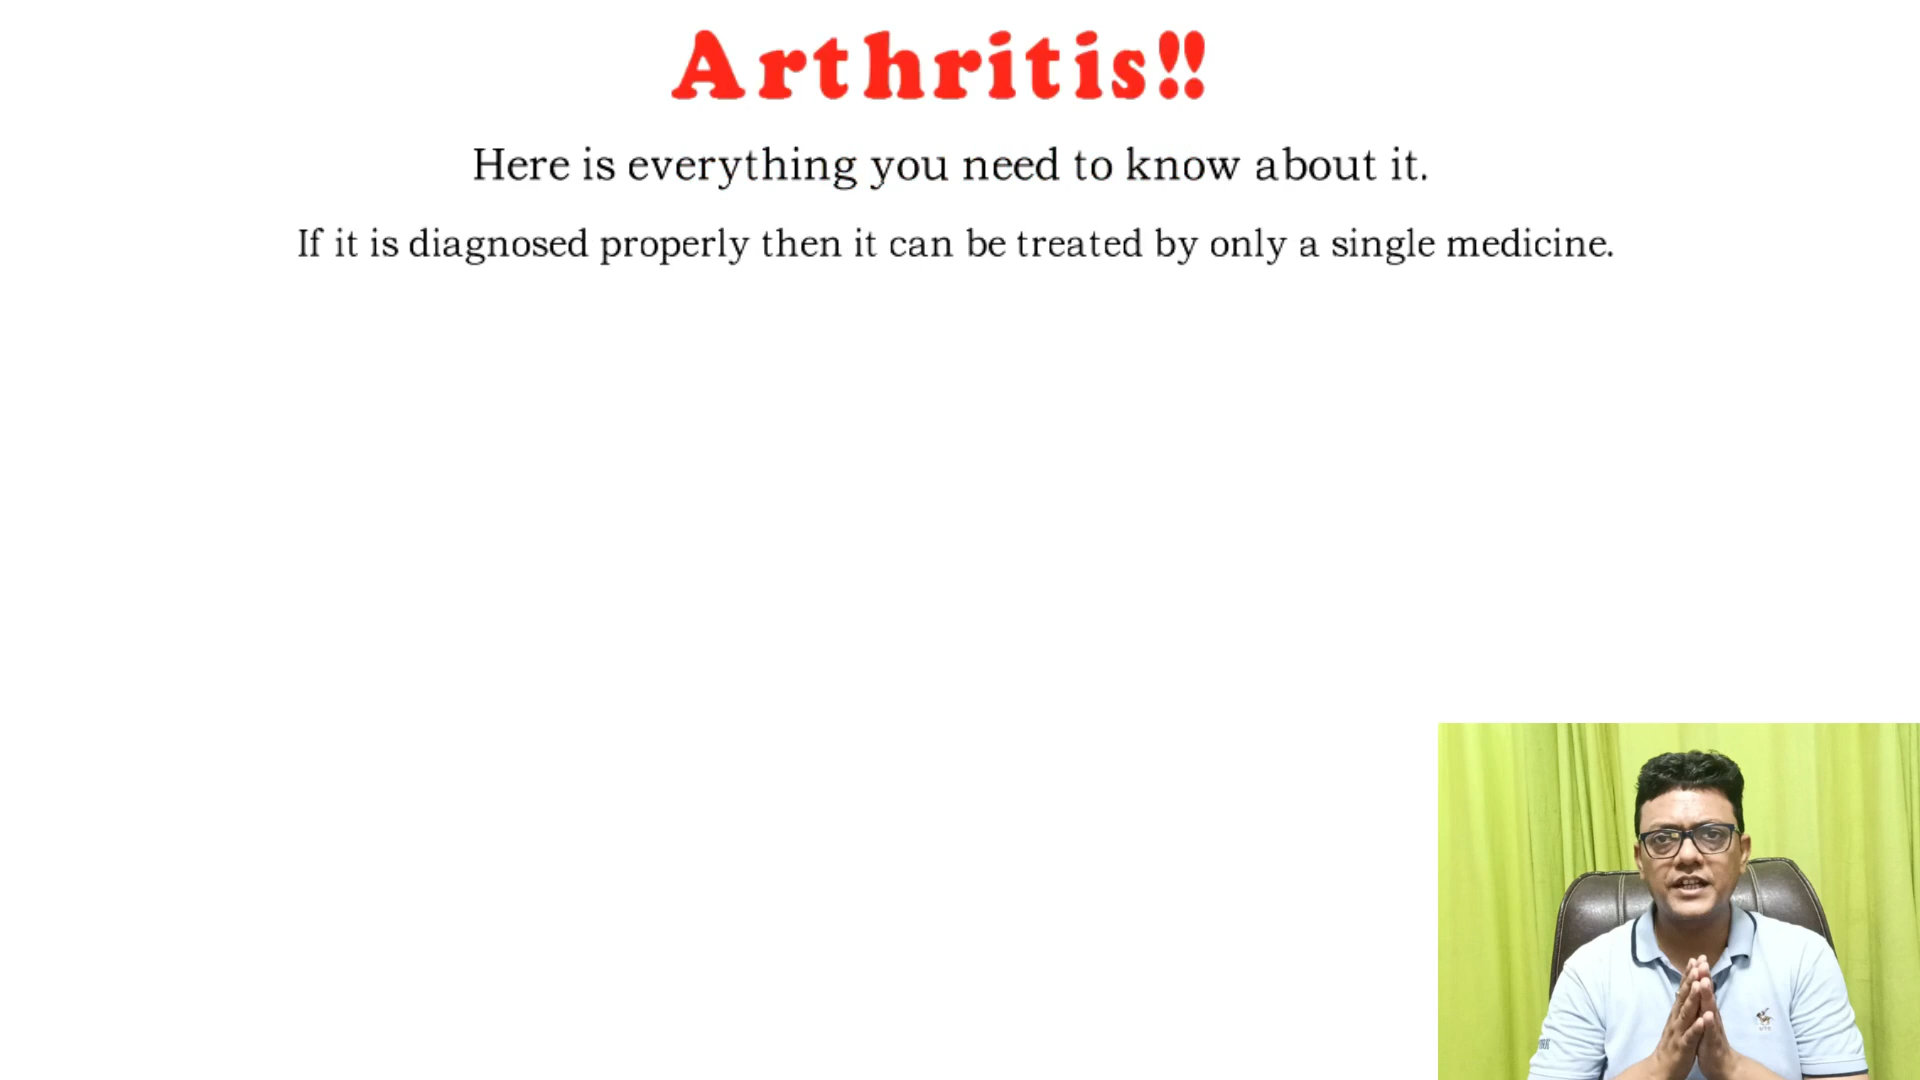 Arthritis!!
Here is everything you need to know about it.
If it is diagnosed properly then it can be treated by only a single medicine.